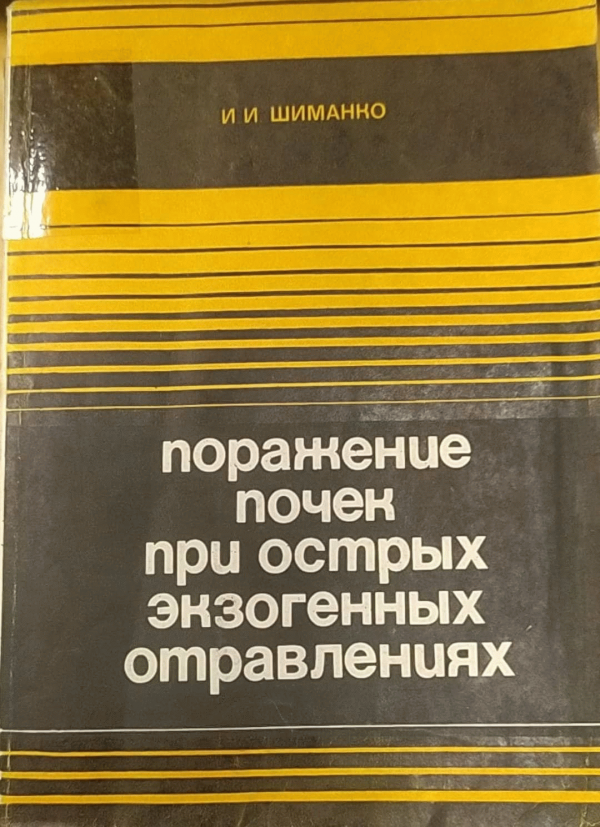 И И ШИМАНКО
поражение
почек
при острых
экзогенных
отравлениях